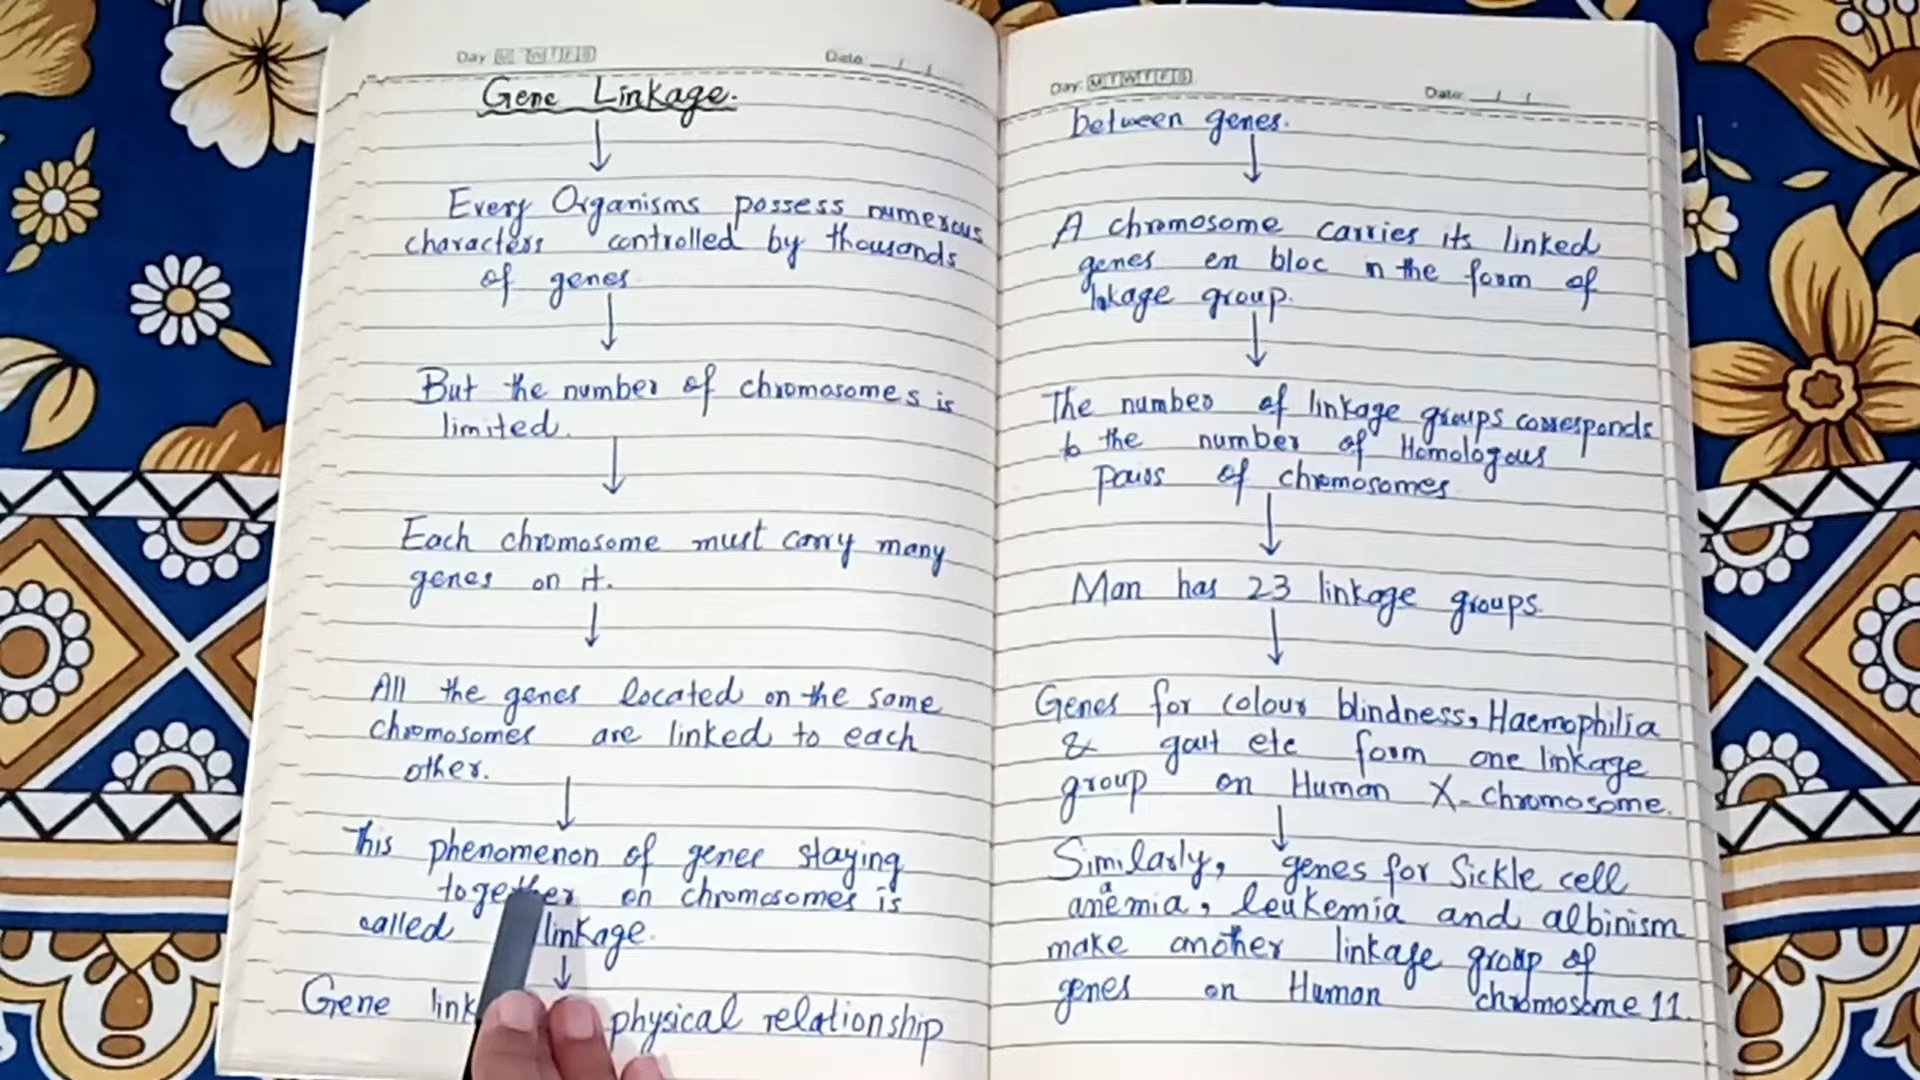 Day M W T F S
Date / /
Gene Linkage.
Every Organisms possess numerous
characters controlled by thousands
of genes
But the number of chromosomes is
limited.
Each chromosome must carry many
genes on it.
All the genes located on the same
chromosomes are linked to each
other.
This phenomenon of genes staying
together on chromosomes is
called linkage.
Gene link physical relationship
Day: M T W T F S
Date: / /
between genes.
A chromosome carries its linked
genes en bloc in the form of
linkage group.
The number of linkage groups corresponds
to the number of Homologous
pairs of chromosomes
Man has 23 linkage groups
Genes for colour blindness, Haemophilia
& gout etc form one linkage
group on Human X-chromosome.
Similarly, genes for Sickle cell
anaemia, leukemia and albinism
make another linkage group of
genes on Human chromosome 11.